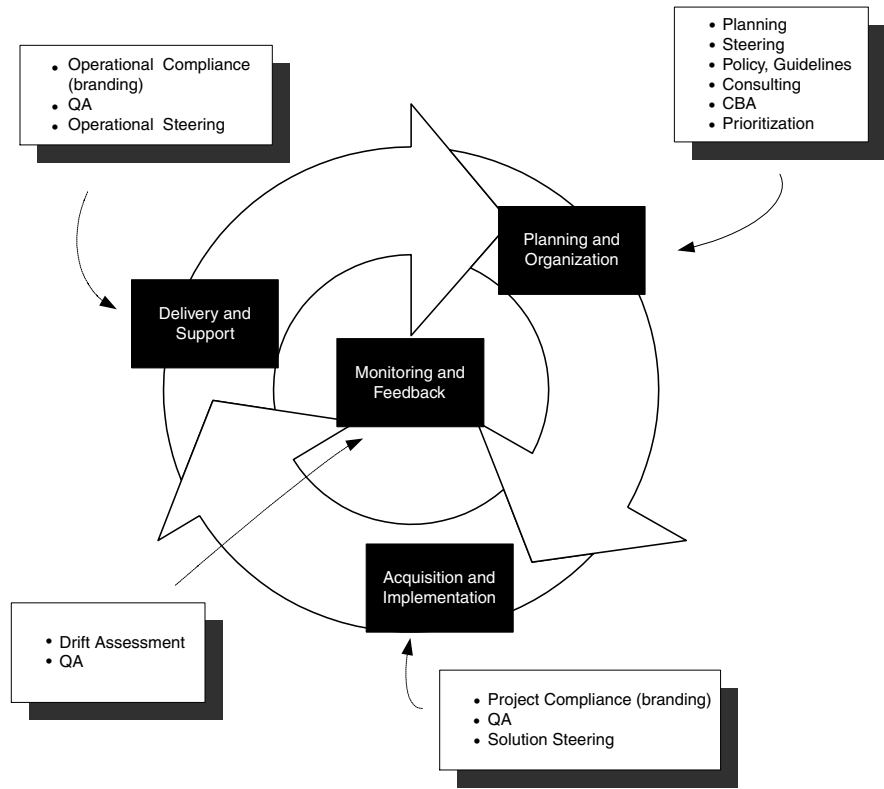 • Operational Compliance
(branding)
• QA
• Operational Steering
• Planning
• Steering
• Policy, Guidelines
• Consulting
• CBA
• Prioritization
Planning and
Organization
Delivery and
Support
Monitoring and
Feedback
Acquisition and
Implementation
• Drift Assessment
• QA
• Project Compliance (branding)
• QA
• Solution Steering